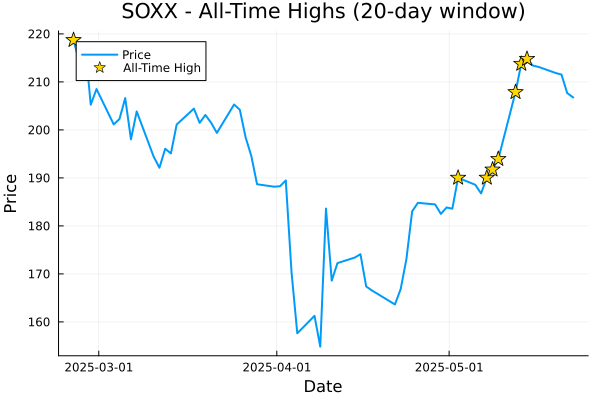 SOXX - All-Time Highs (20-day window)
220
Price
All-Time High
210
200
190
180
170
160
Price
2025-03-01
2025-04-01
2025-05-01
Date